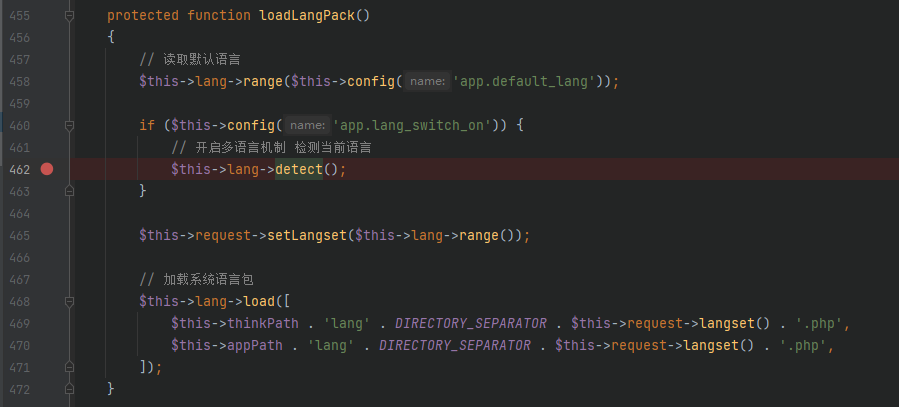 455 protected function loadLangPack()
456 {
457 // 读取默认语言
458 $this->lang->range($this->config( name: 'app.default_lang'));
459
460 if ($this->config( name: 'app.lang_switch_on')) {
461 // 开启多语言机制 检测当前语言
462 $this->lang->detect();
463 }
464
465 $this->request->setLangset($this->lang->range());
466
467 // 加载系统语言包
468 $this->lang->load([
469 $this->thinkPath . 'lang' . DIRECTORY_SEPARATOR . $this->request->langset() . '.php',
470 $this->appPath . 'lang' . DIRECTORY_SEPARATOR . $this->request->langset() . '.php',
471 ]);
472 }